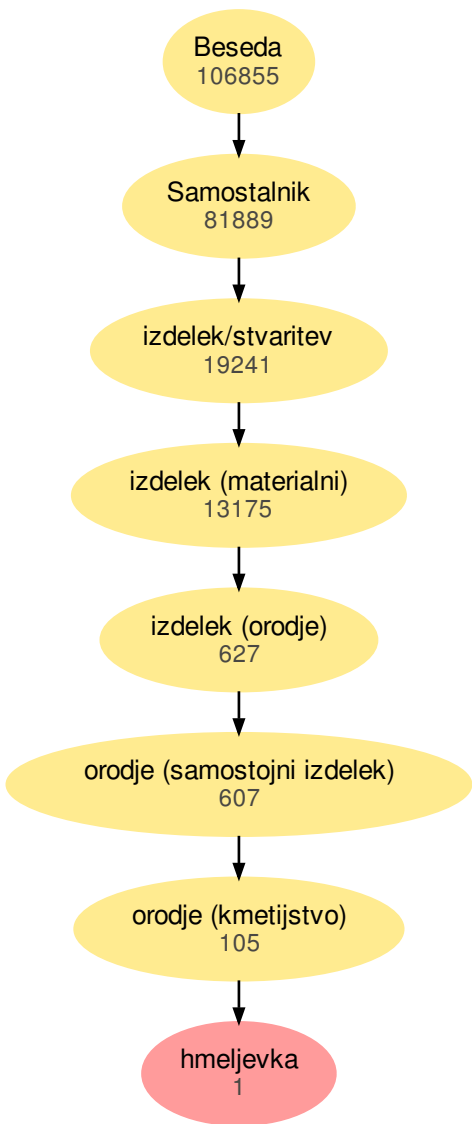 Beseda
106855
Samostalnik
81889
izdelek/stvaritev
19241
izdelek (materialni)
13175
izdelek (orodje)
627
orodje (samostojni izdelek)
607
orodje (kmetijstvo)
105
hmeljevka
1